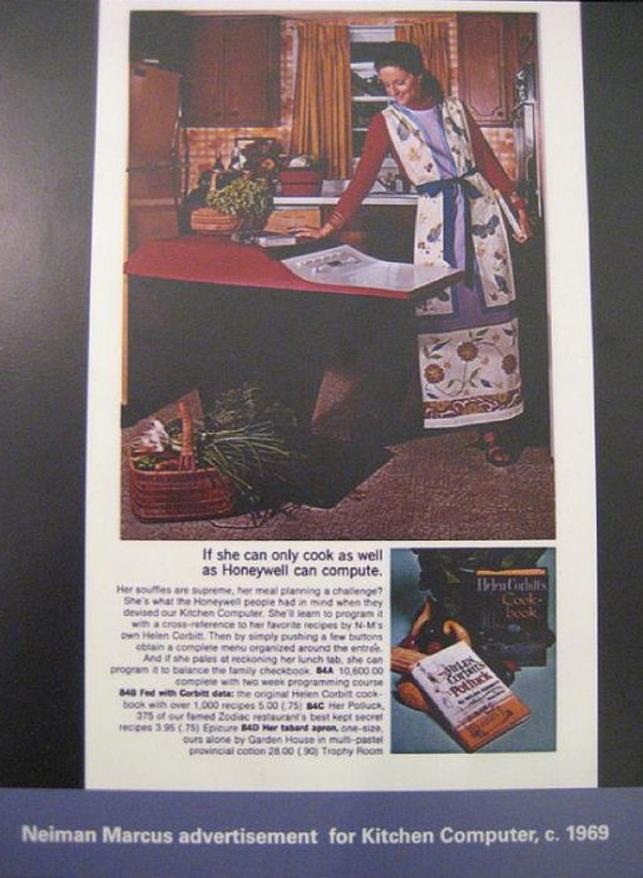 If she can only cook as well
as Honeywell can compute.
Her souffles are supreme, her meal planning a challenge?
She's what the Honeywell people had in mind when they
devised our Kitchen Computer. She'll learn to program it
with a cross-reference to her favorite recipes by N-M's
own Helen Corbitt. Then by simply pushing a few buttons
obtain a complete menu organized around the entrée.
And if she pales at reckoning her lunch tab, she can
program it to balance the family checkbook. 84A 10,600.00
complete with two week programming course
84B Fed with Corbitt data: the original Helen Corbitt cook-
book with over 1,000 recipes 5.00 (.75) 84C Her Potluck,
375 of our famed Zodiac restaurant's best kept secret
recipes 3.95 (.75) Epicure 84D Her tabard apron, one-size,
ours alone by Garden House in multi-pastel
provincial cotton 28.00 (.90) Trophy Room
Helen Corbitt's
Cook-
book
HELEN
CORBITT'S
Potluck
Neiman Marcus advertisement for Kitchen Computer, c. 1969